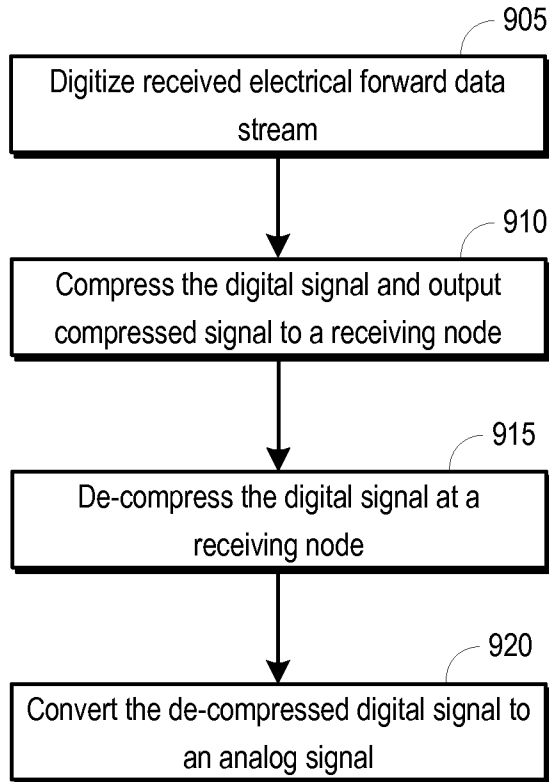 905
Digitize received electrical forward data
stream
910
Compress the digital signal and output
compressed signal to a receiving node
915
De-compress the digital signal at a
receiving node
920
Convert the de-compressed digital signal to
an analog signal